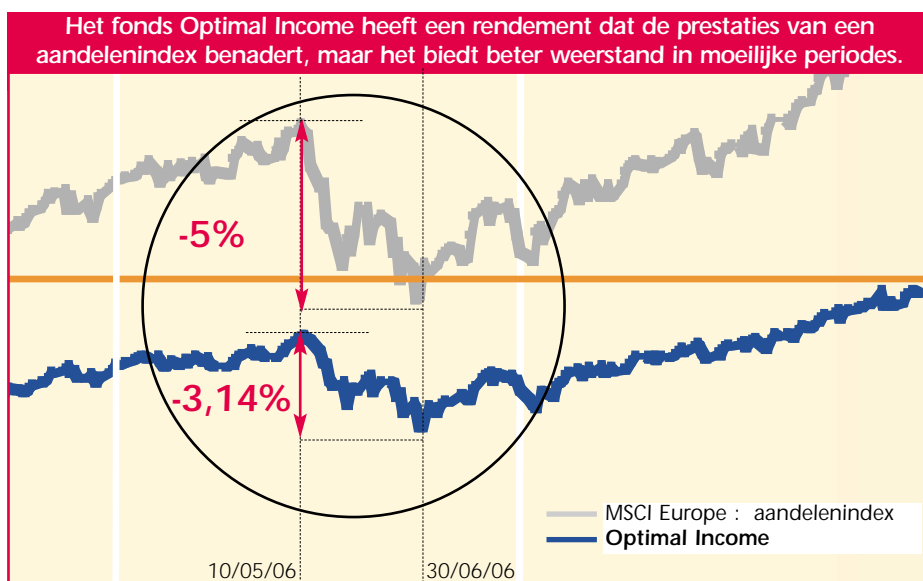 Het fonds Optimal Income heeft een rendement dat de prestaties van een
aandelenindex benadert, maar het biedt beter weerstand in moeilijke periodes.
-5%
-3,14%
MSCI Europe : aandelenindex
Optimal Income
10/05/06
30/06/06